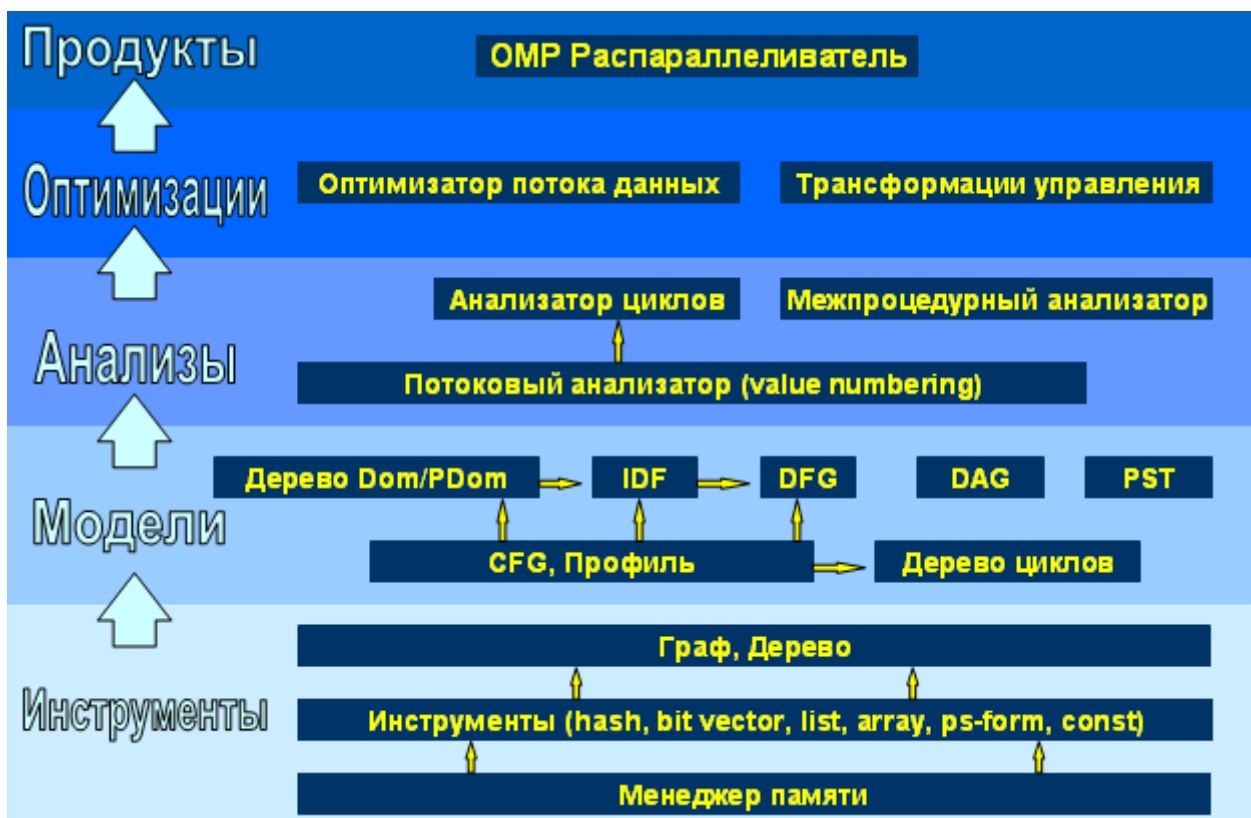 Продукты
OMP Распараллеливатель
Оптимизации
Оптимизатор потока данных
Трансформации управления
Анализатор циклов
Межпроцедурный анализатор
Анализы
Потоковый анализатор (value numbering)
Дерево Dom/PDom
IDF
DFG
DAG
PST
Модели
CFG, Профиль
Дерево циклов
Граф, Дерево
Инструменты
Инструменты (hash, bit vector, list, array, ps-form, const)
Менеджер памяти